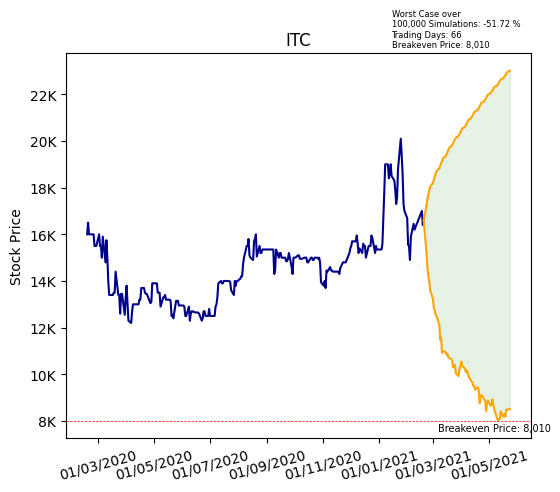 Worst Case over
100,000 Simulations: -51.72 %
Trading Days: 66
Breakeven Price: 8,010
ITC
Stock Price
22K
20K
18K
16K
14K
12K
10K
8K
Breakeven Price: 8,010
01/03/2020
01/05/2020
01/07/2020
01/09/2020
01/11/2020
01/01/2021
01/03/2021
01/05/2021